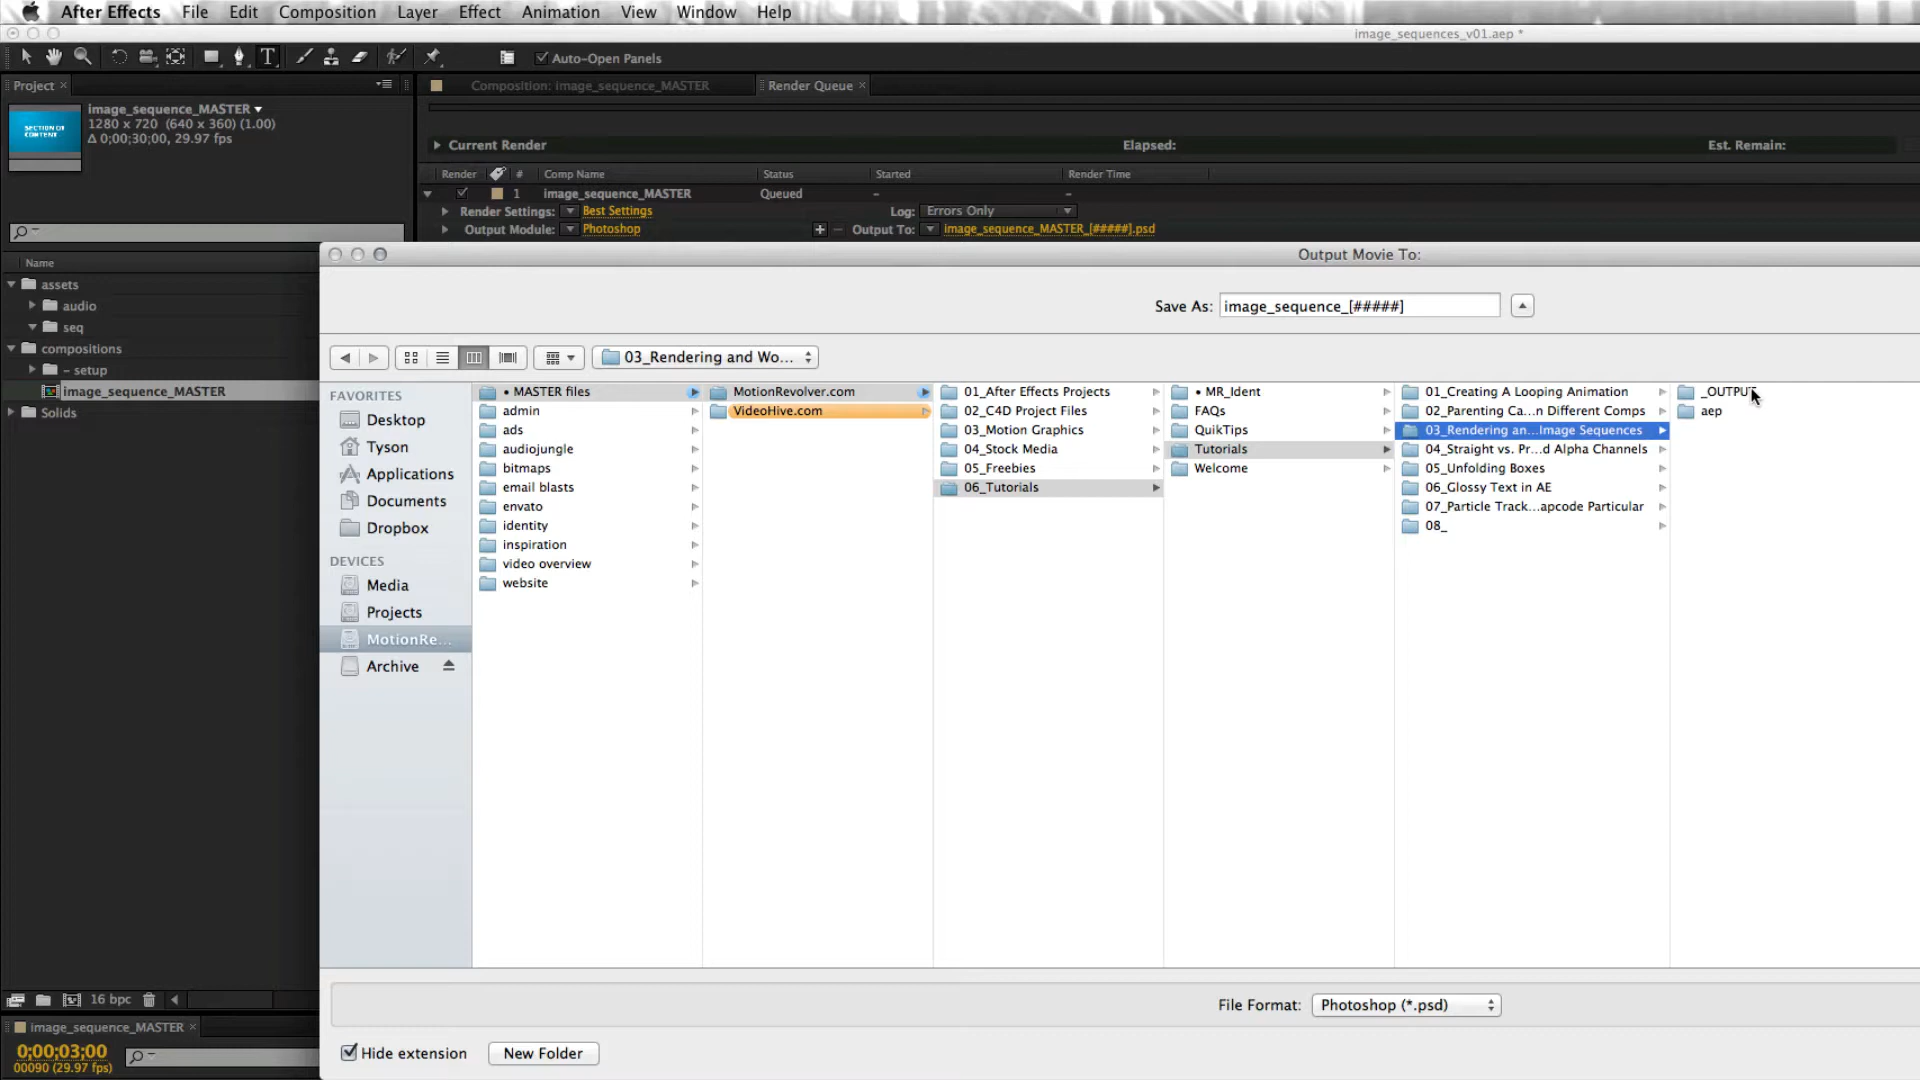 After Effects File Edit Composition Layer Effect Animation View Window Help
image_sequences_v01.aep *
Auto-Open Panels
Project
Composition: image_sequence_MASTER
Render Queue
image_sequence_MASTER
1280 x 720 (640 x 360) (1.00)
Δ 0;00;30;00, 29.97 fps
SECTION OF
CONTENT
Current Render
Elapsed:
Est. Remain:
Render # Comp Name Status Started Render Time
1 image_sequence_MASTER Queued - -
Render Settings: Best Settings Log: Errors Only
Output Module: Photoshop Output To: image_sequence_MASTER_[#####].psd
Name
assets
audio
seq
compositions
- setup
image_sequence_MASTER
Solids
Output Movie To:
Save As: image_sequence_[#####]
03_Rendering and Wo...
FAVORITES
Desktop
Tyson
Applications
Documents
Dropbox
DEVICES
Media
Projects
MotionRe...
Archive
• MASTER files
admin
ads
audiojungle
bitmaps
email blasts
envato
identity
inspiration
video overview
website
MotionRevolver.com
VideoHive.com
01_After Effects Projects
02_C4D Project Files
03_Motion Graphics
04_Stock Media
05_Freebies
06_Tutorials
• MR_Ident
FAQs
QuikTips
Tutorials
Welcome
01_Creating A Looping Animation
02_Parenting Ca...n Different Comps
03_Rendering an...Image Sequences
04_Straight vs. Pr...d Alpha Channels
05_Unfolding Boxes
06_Glossy Text in AE
07_Particle Track...apcode Particular
08_
_OUTPUT
aep
16 bpc
image_sequence_MASTER
0;00;03;00
00090 (29.97 fps)
File Format: Photoshop (*.psd)
Hide extension
New Folder